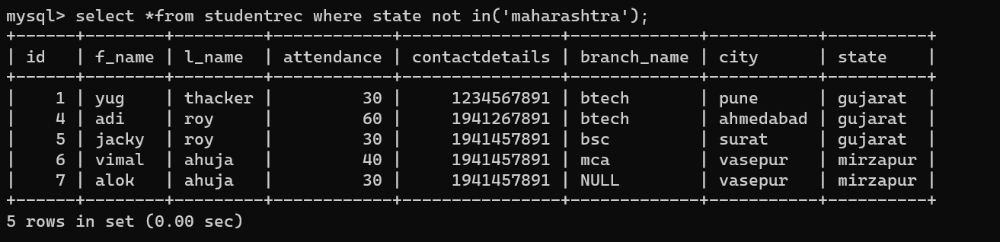 mysql> select *from studentrec where state not in('maharashtra');
+------+--------+---------+------------+----------------+-------------+-----------+----------+
| id   | f_name | l_name  | attendance | contactdetails | branch_name | city      | state    |
+------+--------+---------+------------+----------------+-------------+-----------+----------+
|    1 | yug    | thacker |         30 |     1234567891 | btech       | pune      | gujarat  |
|    4 | adi    | roy     |         60 |     1941267891 | btech       | ahmedabad | gujarat  |
|    5 | jacky  | roy     |         30 |     1941457891 | bsc         | surat     | gujarat  |
|    6 | vimal  | ahuja   |         40 |     1941457891 | mca         | vasepur   | mirzapur |
|    7 | alok   | ahuja   |         30 |     1941457891 | NULL        | vasepur   | mirzapur |
+------+--------+---------+------------+----------------+-------------+-----------+----------+
5 rows in set (0.00 sec)